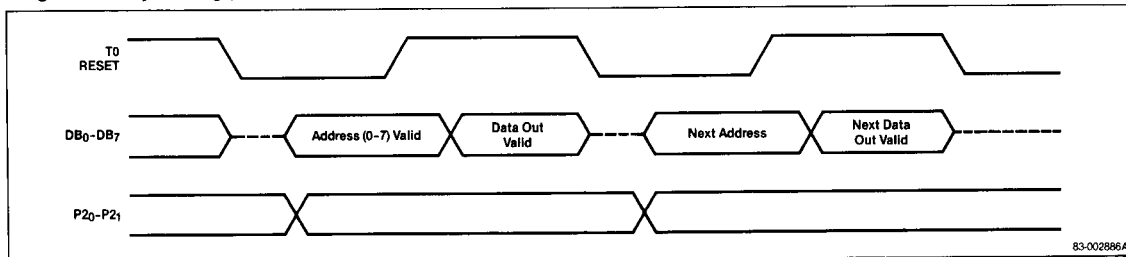 T0
RESET
DB0-DB7
Address (0-7) Valid
Data Out
Valid
Next Address
Next Data
Out Valid
P20-P21
83-002886A